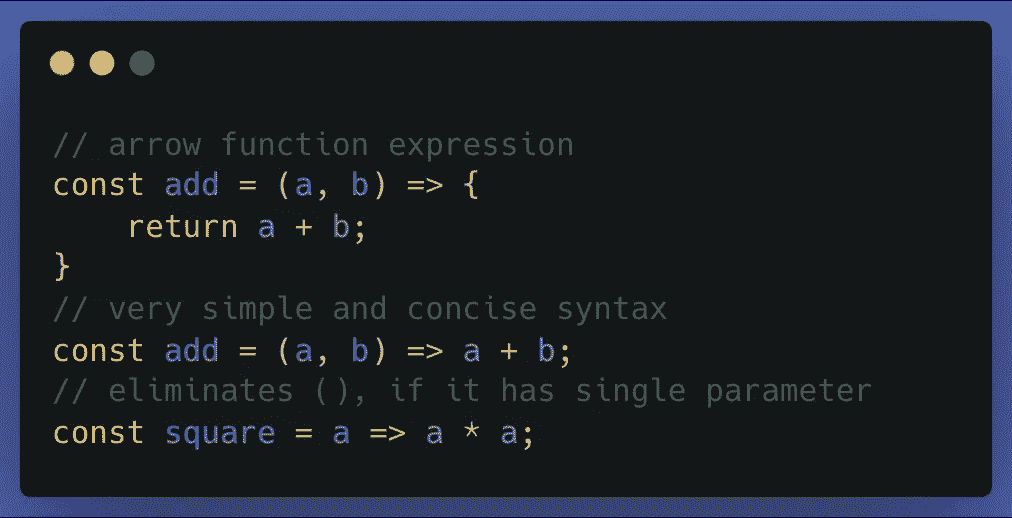 // arrow function expression
const add = (a, b) => {
    return a + b;
}
// very simple and concise syntax
const add = (a, b) => a + b;
// eliminates (), if it has single parameter
const square = a => a * a;